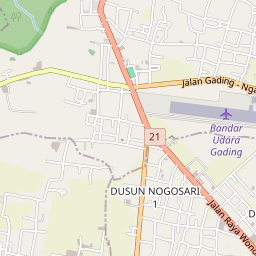 Jalan Gading - Nga
Bandar
Udara
Gading
21
DUSUN NOGOSARI
1
Jalan Raya Wono